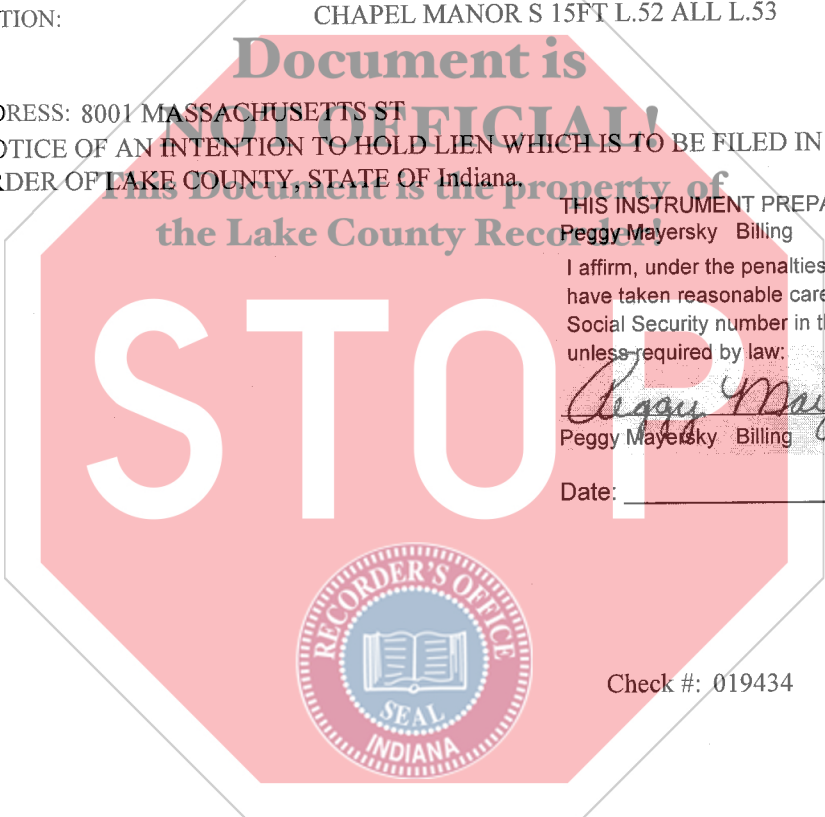 TION: CHAPEL MANOR S 15FT L.52 ALL L.53
Document is
DRESS: 8001 MASSACHUSETTS ST
NOT OFFICIAL!
OTICE OF AN INTENTION TO HOLD LIEN WHICH IS TO BE FILED IN
RDER OF LAKE COUNTY, STATE OF Indiana.
This Document is the property of
the Lake County Recorder!
THIS INSTRUMENT PREPA
Peggy Mayersky Billing
I affirm, under the penalties
have taken reasonable care
Social Security number in th
unless required by law:
Peggy May
Peggy Mayersky Billing
Date:
STOP
RECORDER'S OFFICE
SEAL
INDIANA
Check #: 019434